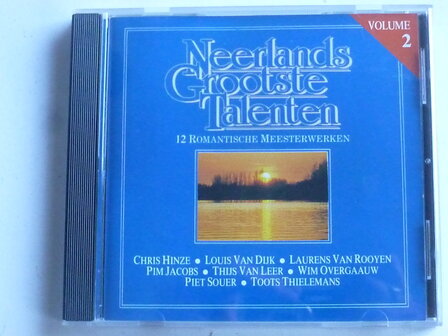 VOLUME
2
Neerlands
Grootste
Talenten
12 ROMANTISCHE MEESTERWERKEN
CHRIS HINZE • LOUIS VAN DIJK • LAURENS VAN ROOYEN
PIM JACOBS • THIJS VAN LEER • WIM OVERGAAUW
PIET SOUER • TOOTS THIELEMANS